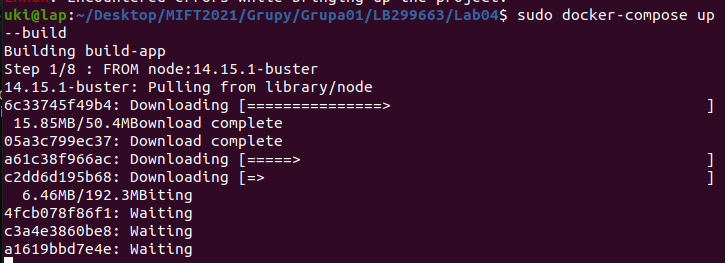 uki@lap:~/Desktop/MIFT2021/Grupy/Grupa01/LB299663/Lab04$ sudo docker-compose up
--build
Building build-app
Step 1/8 : FROM node:14.15.1-buster
14.15.1-buster: Pulling from library/node
6c33745f49b4: Downloading [===============> ]
 15.85MB/50.4MBownload complete
05a3c799ec37: Download complete
a61c38f966ac: Downloading [=====> ]
c2dd6d195b68: Downloading [=> ]
  6.46MB/192.3MBiting
4fcb078f86f1: Waiting
c3a4e3860be8: Waiting
a1619bbd7e4e: Waiting